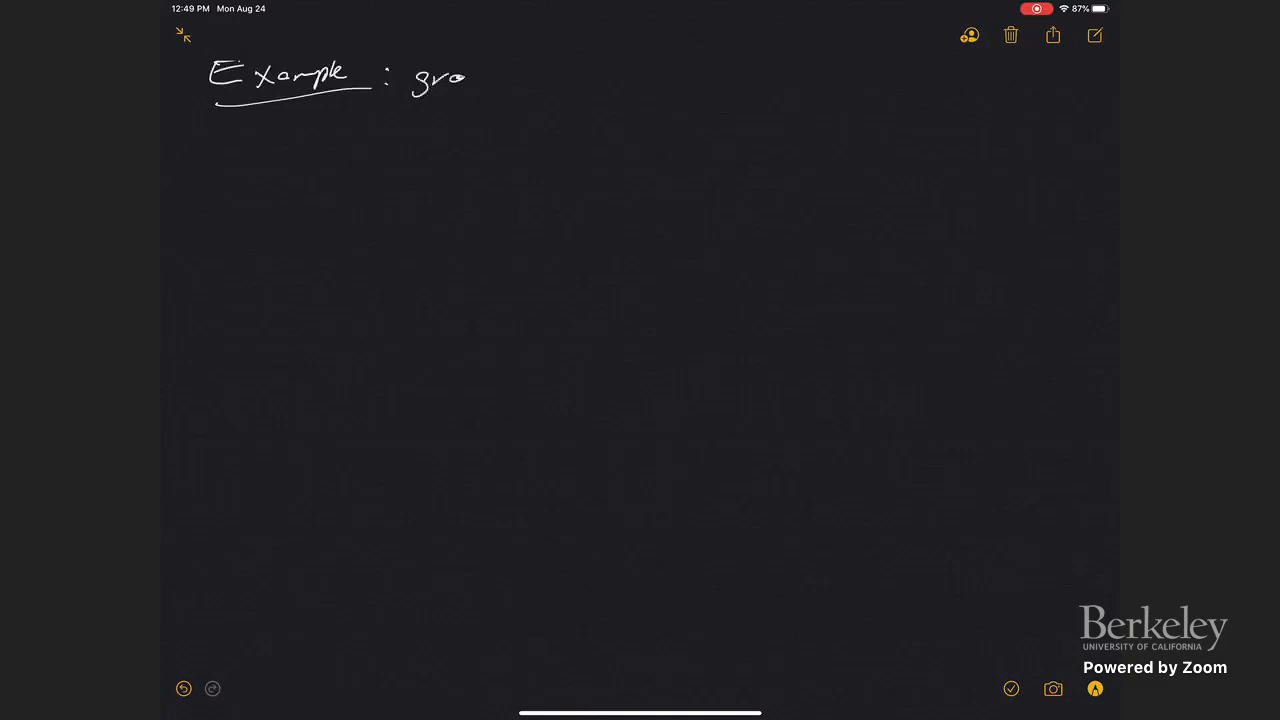 12:49 PM Mon Aug 24
87%
Example : gro
Berkeley
UNIVERSITY OF CALIFORNIA
Powered by Zoom